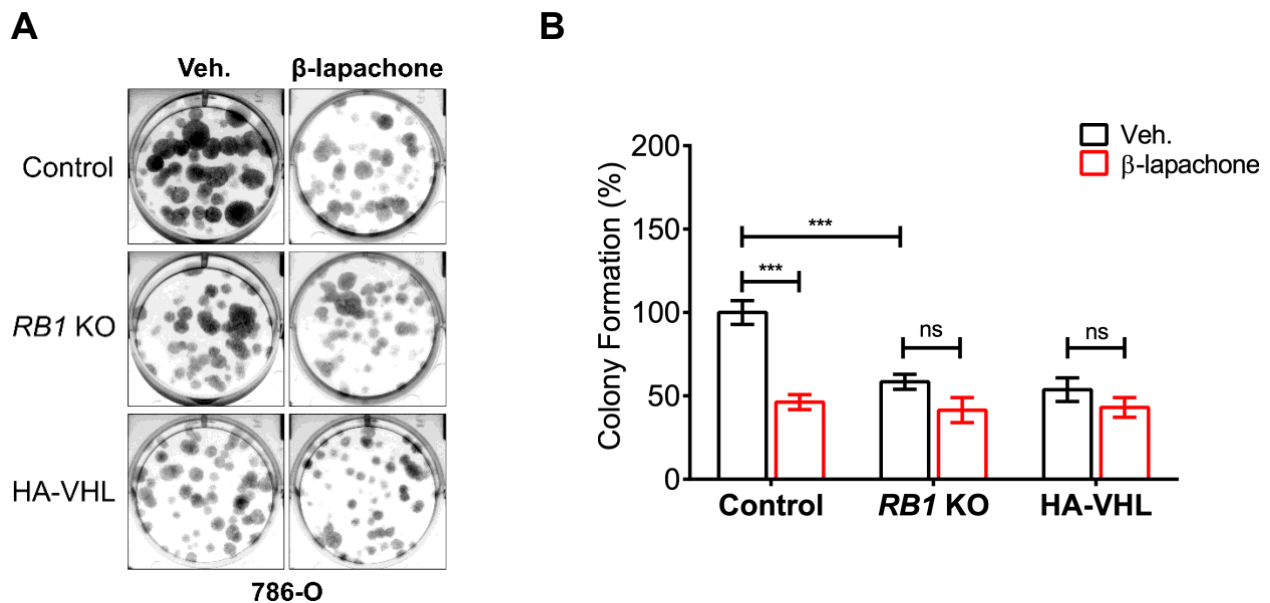 A
B
Veh. β-lapachone
Control
RB1 KO
HA-VHL
786-O
Veh.
β-lapachone
Colony Formation (%)
200
150
100
50
0
***
***
ns
ns
Control RB1 KO HA-VHL